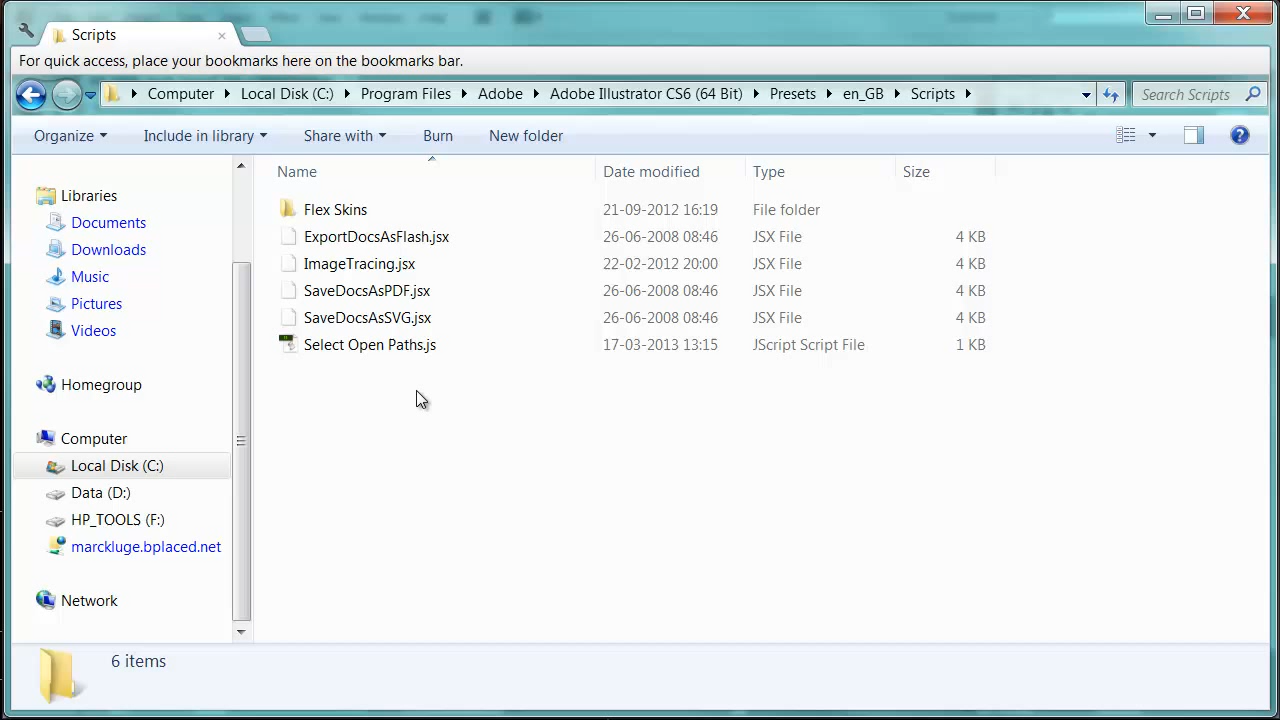 Scripts
For quick access, place your bookmarks here on the bookmarks bar.
Computer Local Disk (C:) Program Files Adobe Adobe Illustrator CS6 (64 Bit) Presets en_GB Scripts Search Scripts
Organize Include in library Share with Burn New folder
Name Date modified Type Size
Libraries
Documents
Downloads
Music
Pictures
Videos
Homegroup
Computer
Local Disk (C:)
Data (D:)
HP_TOOLS (F:)
marckluge.bplaced.net
Network
Flex Skins 21-09-2012 16:19 File folder
ExportDocsAsFlash.jsx 26-06-2008 08:46 JSX File 4 KB
ImageTracing.jsx 22-02-2012 20:00 JSX File 4 KB
SaveDocsAsPDF.jsx 26-06-2008 08:46 JSX File 4 KB
SaveDocsAsSVG.jsx 26-06-2008 08:46 JSX File 4 KB
Select Open Paths.js 17-03-2013 13:15 JScript Script File 1 KB
6 items